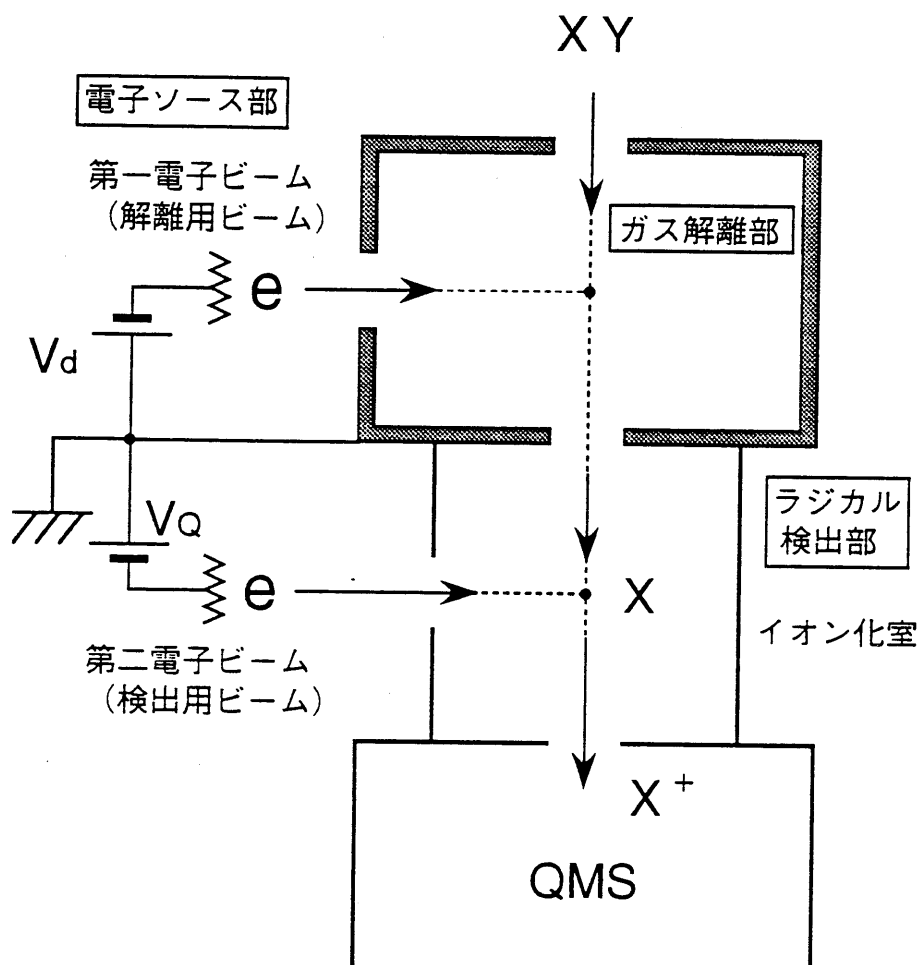 X Y
電子ソース部
第一電子ビーム
(解離用ビーム)
ガス解離部
e
Vd
VQ
ラジカル
検出部
e
X
イオン化室
第二電子ビーム
(検出用ビーム)
X+
QMS